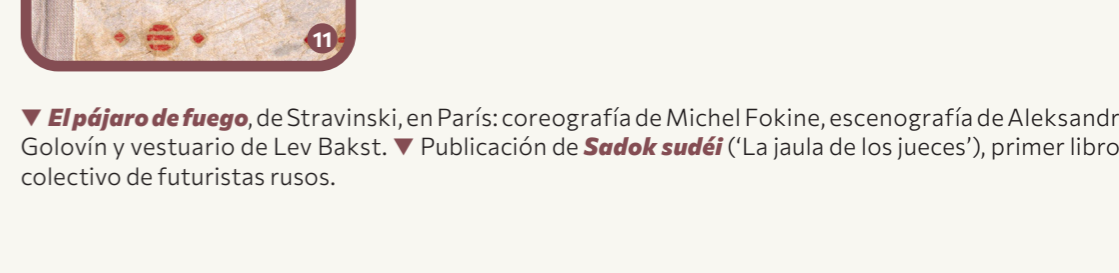 11
▼ El pájaro de fuego, de Stravinski, en París: coreografía de Michel Fokine, escenografía de Aleksandr
Golovín y vestuario de Lev Bakst. ▼ Publicación de Sadok sudéi (‘La jaula de los jueces’), primer libro
colectivo de futuristas rusos.